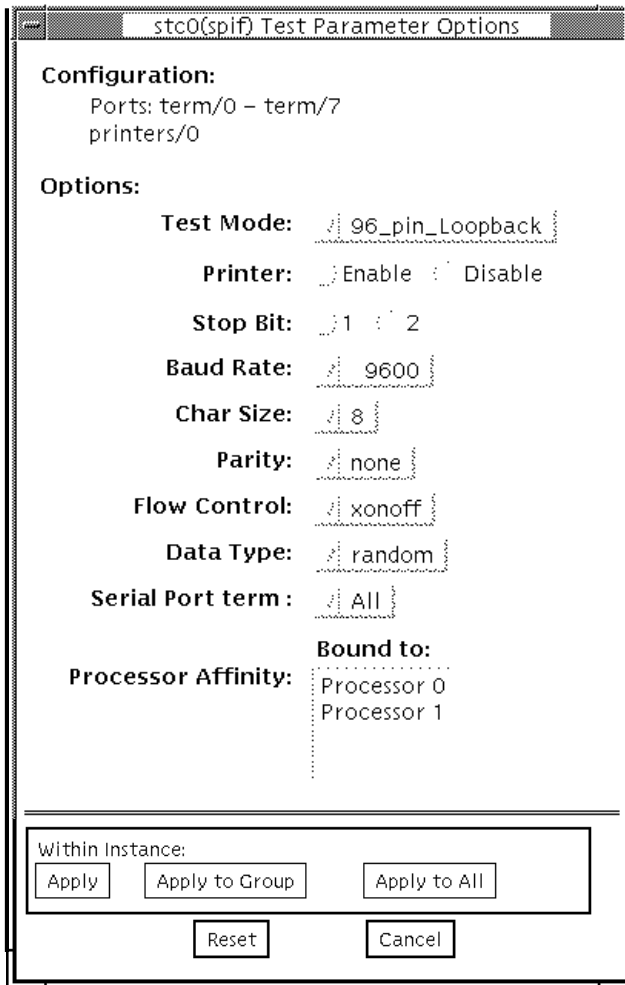 stc0(spif) Test Parameter Options
Configuration:
Ports: term/0 – term/7
printers/0
Options:
Test Mode: 96_pin_Loopback
Printer: Enable Disable
Stop Bit: 1 2
Baud Rate: 9600
Char Size: 8
Parity: none
Flow Control: xonoff
Data Type: random
Serial Port term : All
Bound to:
Processor Affinity: Processor 0
Processor 1
Within Instance:
Apply Apply to Group Apply to All
Reset Cancel